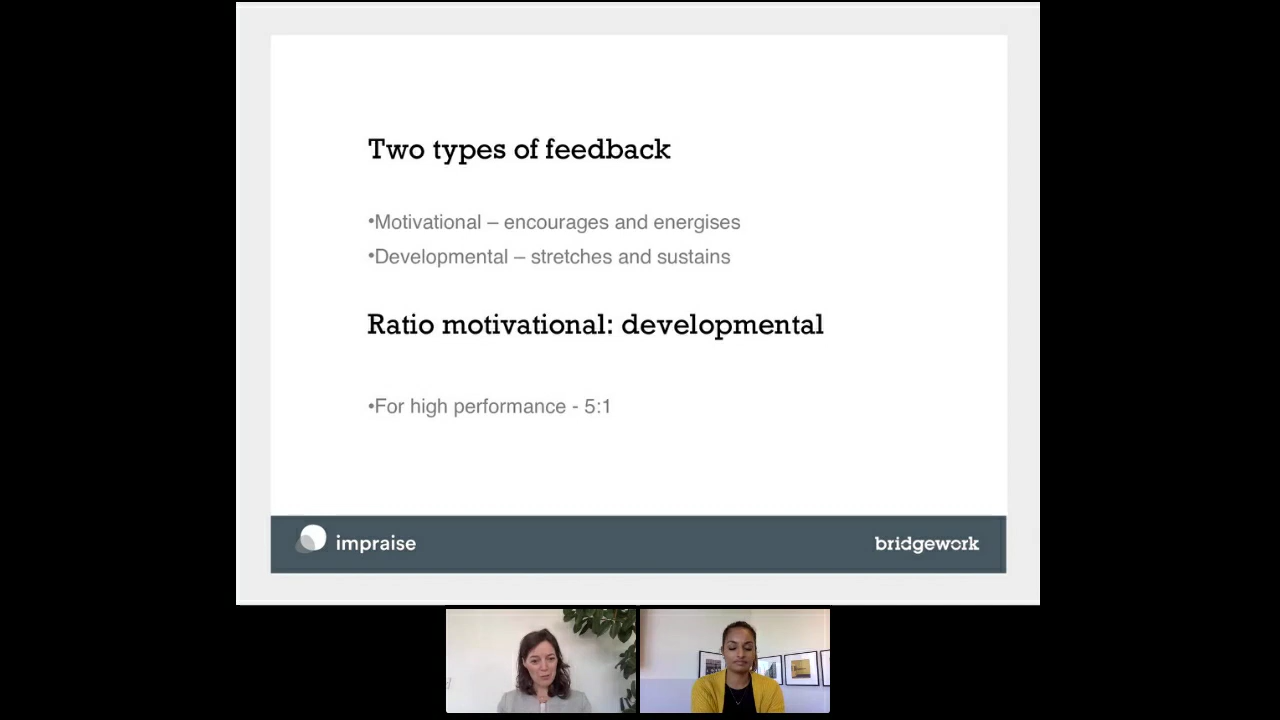 Two types of feedback
•Motivational – encourages and energises
•Developmental – stretches and sustains
Ratio motivational: developmental
•For high performance - 5:1
impraise
bridgework